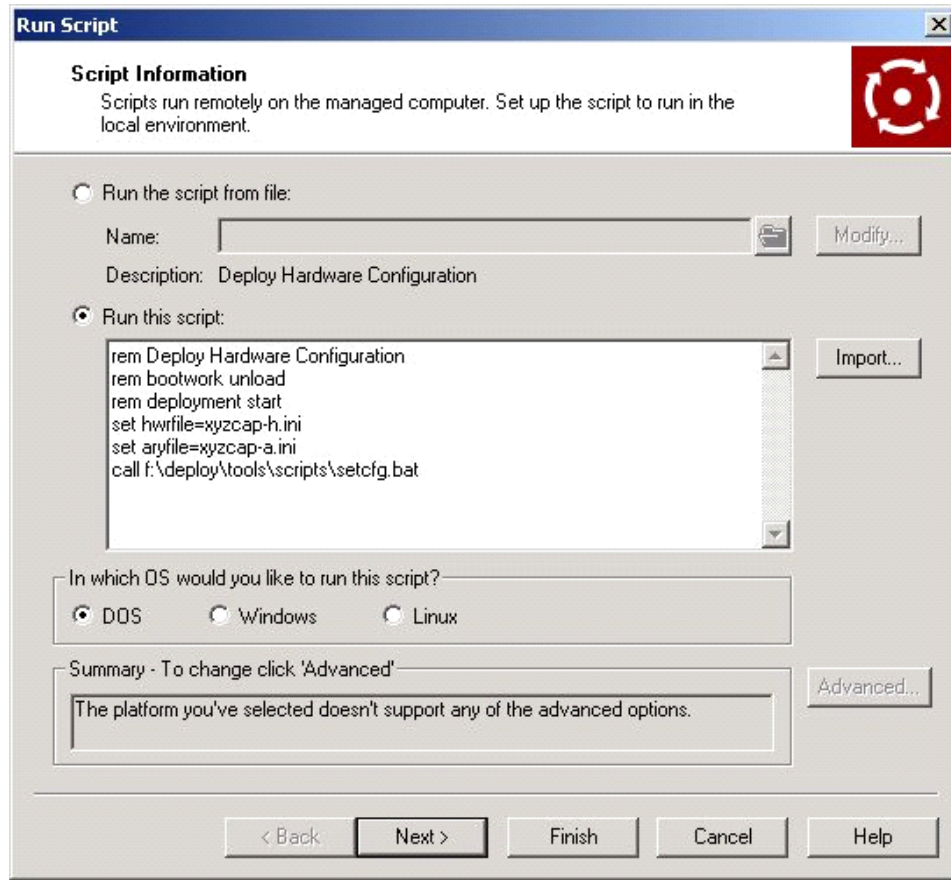 Run Script
Script Information
Scripts run remotely on the managed computer. Set up the script to run in the
local environment.
Run the script from file:
Name:
Modify...
Description: Deploy Hardware Configuration
Run this script:
rem Deploy Hardware Configuration
rem bootwork unload
rem deployment start
set hwrfile=xyzcap-h.ini
set aryfile=xyzcap-a.ini
call f:\deploy\tools\scripts\setcfg.bat
Import...
In which OS would you like to run this script?
DOS Windows Linux
Summary - To change click 'Advanced'
The platform you've selected doesn't support any of the advanced options.
Advanced...
< Back Next > Finish Cancel Help